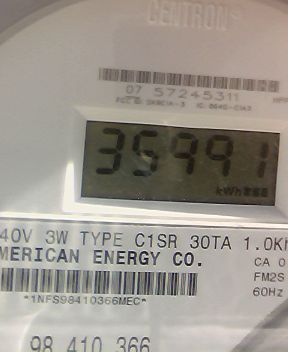 CENTRON®
07 57245311
35991
kWh
40V 3W TYPE C1SR 30TA 1.0Kh
MERICAN ENERGY CO.
CA 0
FM2S
60Hz
*1NFS98410366MEC*
98 410 366